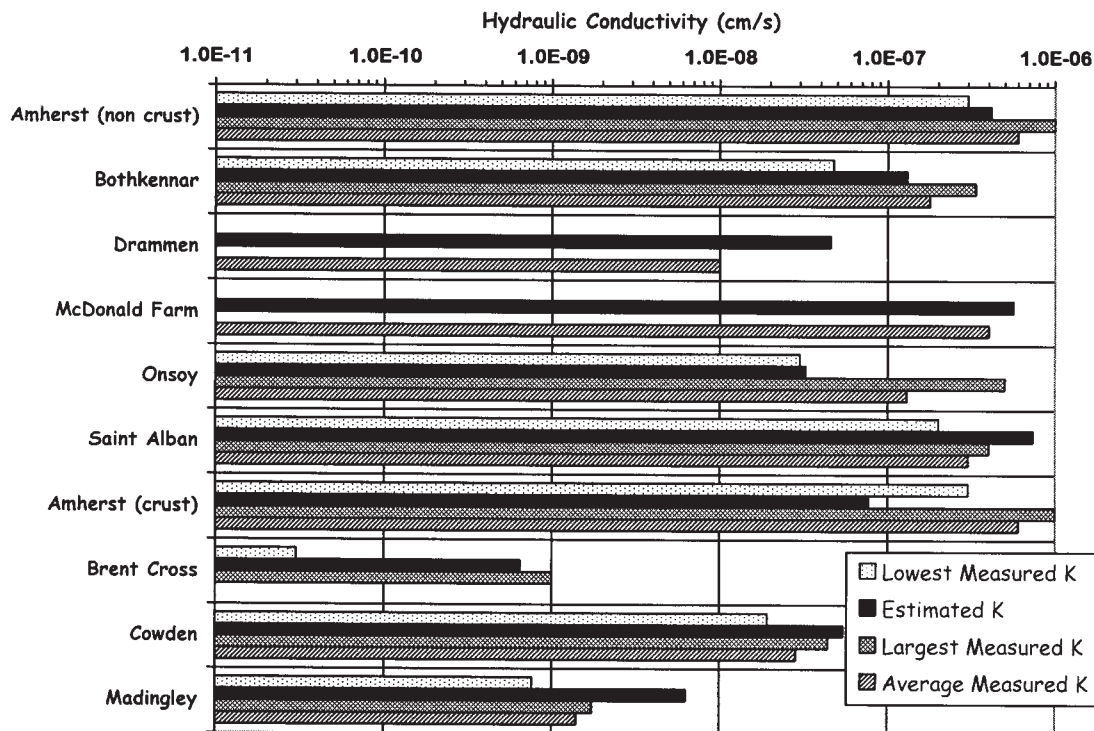 Hydraulic Conductivity (cm/s)
1.0E-11 1.0E-10 1.0E-09 1.0E-08 1.0E-07 1.0E-06
Amherst (non crust)
Bothkennar
Drammen
McDonald Farm
Onsoy
Saint Alban
Amherst (crust)
Brent Cross
Cowden
Madingley
Lowest Measured K
Estimated K
Largest Measured K
Average Measured K